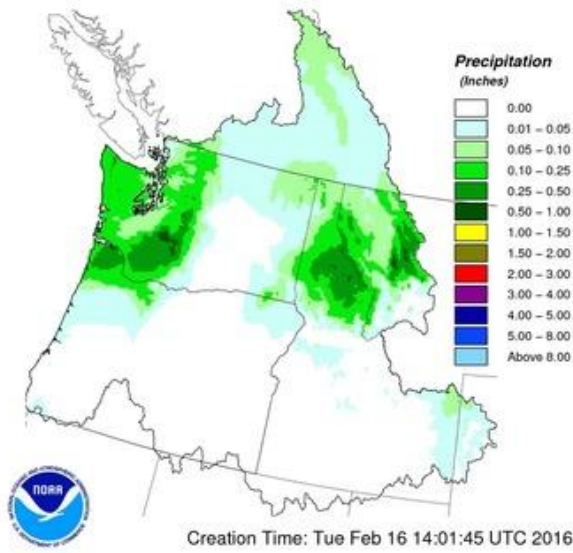 Precipitation
(Inches)
0.00
0.01 – 0.05
0.05 – 0.10
0.10 – 0.25
0.25 – 0.50
0.50 – 1.00
1.00 – 1.50
1.50 – 2.00
2.00 – 3.00
3.00 – 4.00
4.00 – 5.00
5.00 – 8.00
Above 8.00
NOAA
Creation Time: Tue Feb 16 14:01:45 UTC 2016